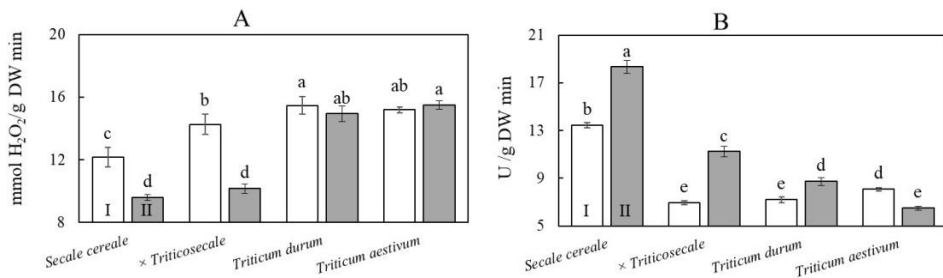 A
mmol H₂O₂/g DW min
20
16
12
8
c
d
b
d
a
ab
ab
a
I
II
Secale cereale
× Triticosecale
Triticum durum
Triticum aestivum
B
U /g DW min
21
17
13
9
5
b
a
e
c
e
d
d
e
I
II
Secale cereale
× Triticosecale
Triticum durum
Triticum aestivum